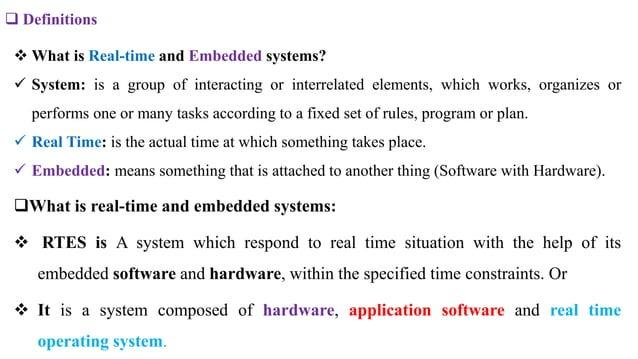 ❑ Definitions
❖ What is Real-time and Embedded systems?
✓ System: is a group of interacting or interrelated elements, which works, organizes or
performs one or many tasks according to a fixed set of rules, program or plan.
✓ Real Time: is the actual time at which something takes place.
✓ Embedded: means something that is attached to another thing (Software with Hardware).
❑What is real-time and embedded systems:
❖ RTES is A system which respond to real time situation with the help of its
embedded software and hardware, within the specified time constraints. Or
❖ It is a system composed of hardware, application software and real time
operating system.